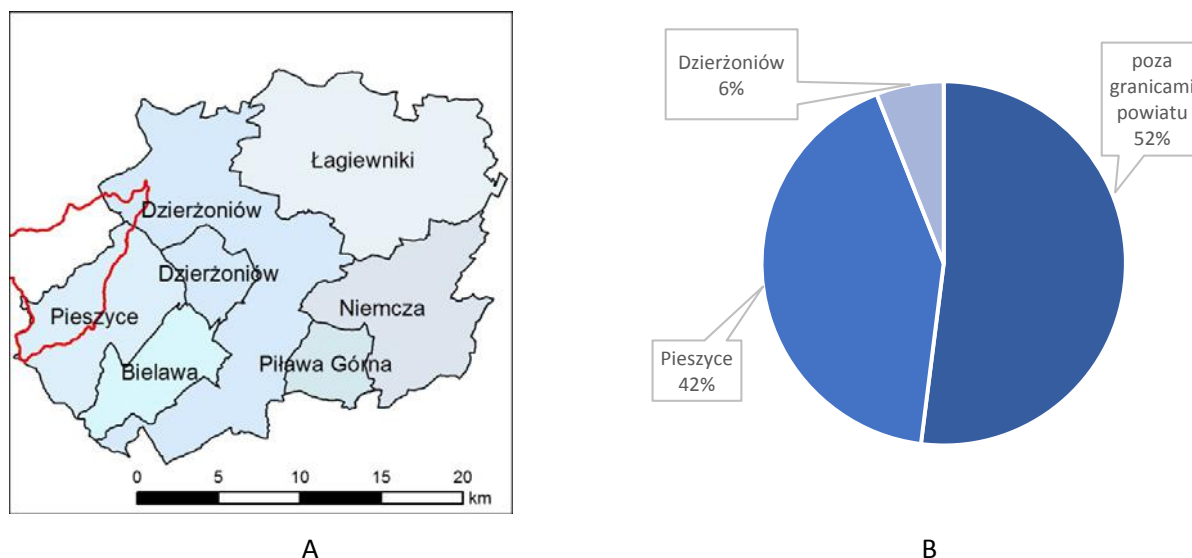 Łagiewniki
Dzierżoniów
Dzierżoniów
Pieszyce
Niemcza
Bielawa
Piława Górna
0 5 10 15 20
km
A
Dzierżoniów
6%
poza
granicami
powiatu
52%
Pieszyce
42%
B